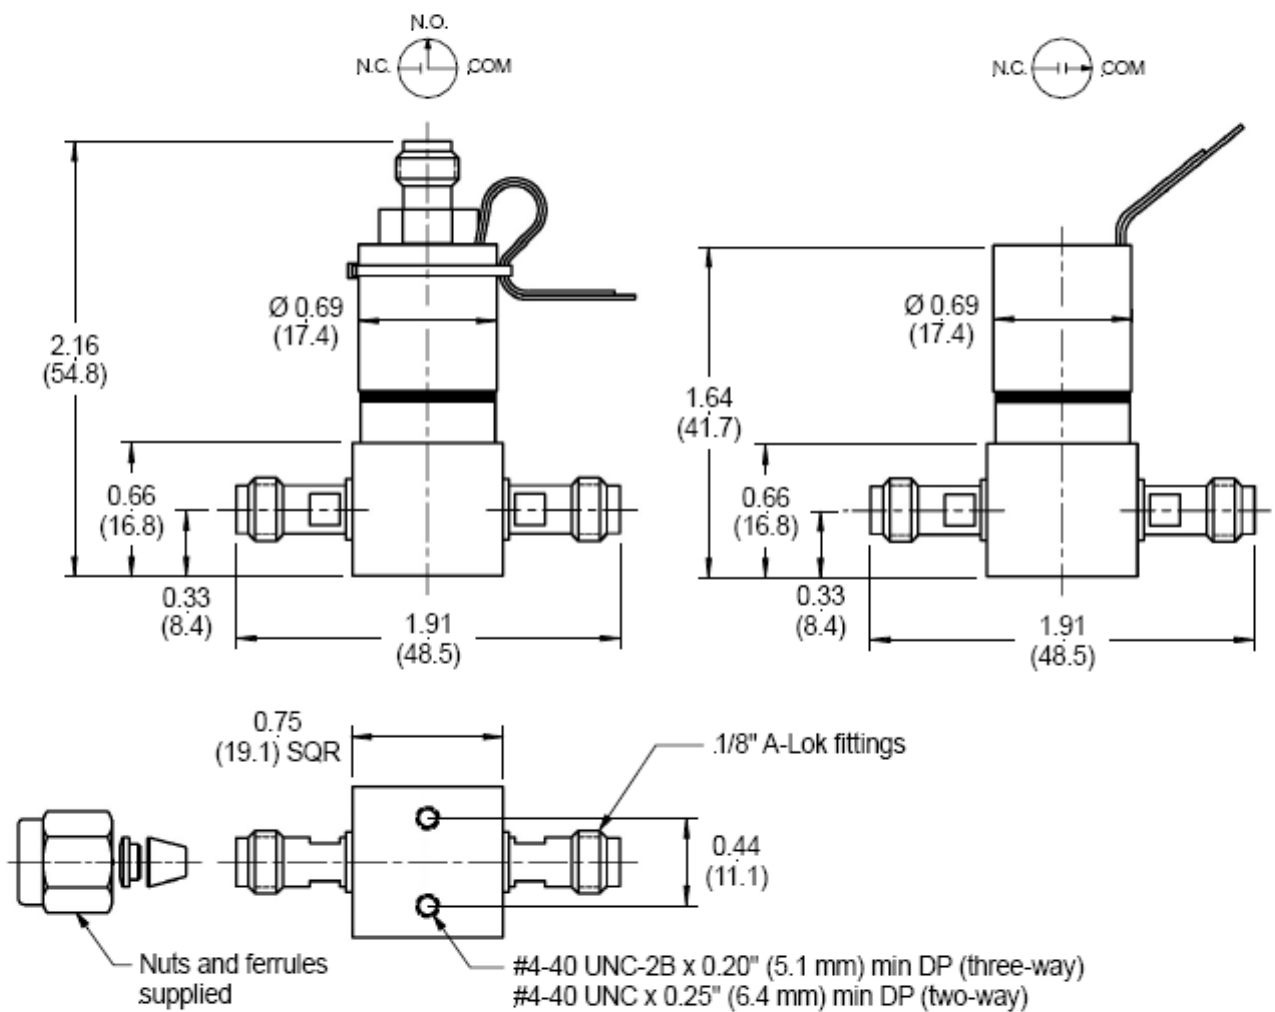 N.O.
N.C. COM
N.C. COM
Ø 0.69
(17.4)
2.16
(54.8)
0.66
(16.8)
0.33
(8.4)
1.91
(48.5)
Ø 0.69
(17.4)
1.64
(41.7)
0.66
(16.8)
0.33
(8.4)
1.91
(48.5)
0.75
(19.1) SQR
1/8" A-Lok fittings
0.44
(11.1)
Nuts and ferrules
supplied
#4-40 UNC-2B x 0.20" (5.1 mm) min DP (three-way)
#4-40 UNC x 0.25" (6.4 mm) min DP (two-way)